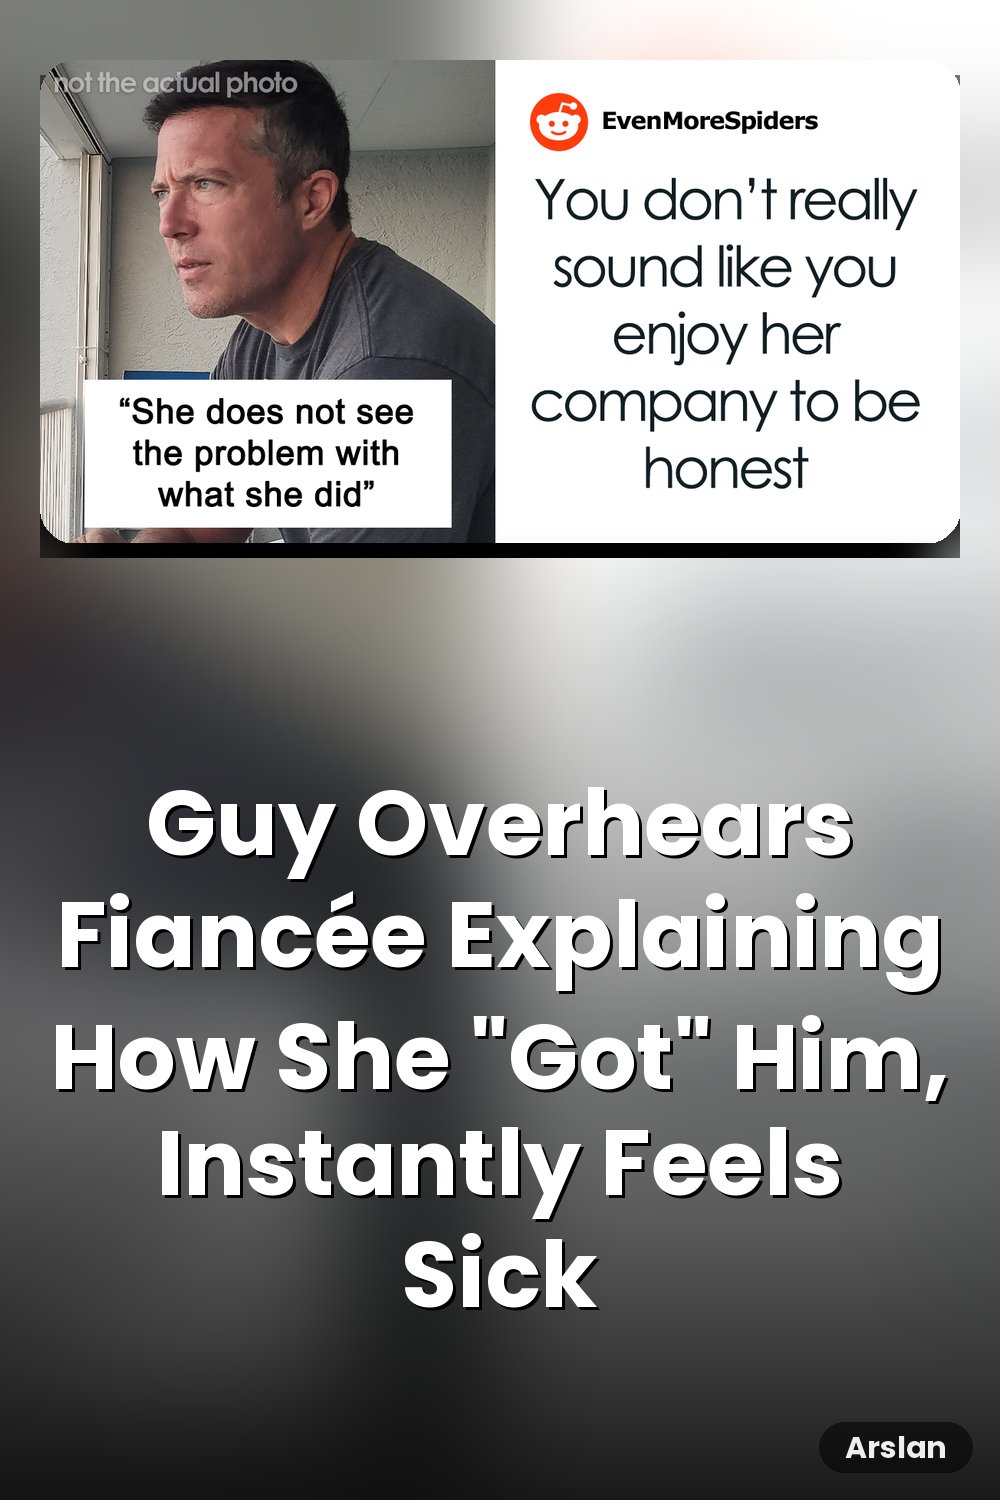 not the actual photo
“She does not see
the problem with
what she did”
EvenMoreSpiders
You don’t really
sound like you
enjoy her
company to be
honest
Guy Overhears
Fiancée Explaining
How She "Got" Him,
Instantly Feels
Sick
Arslan